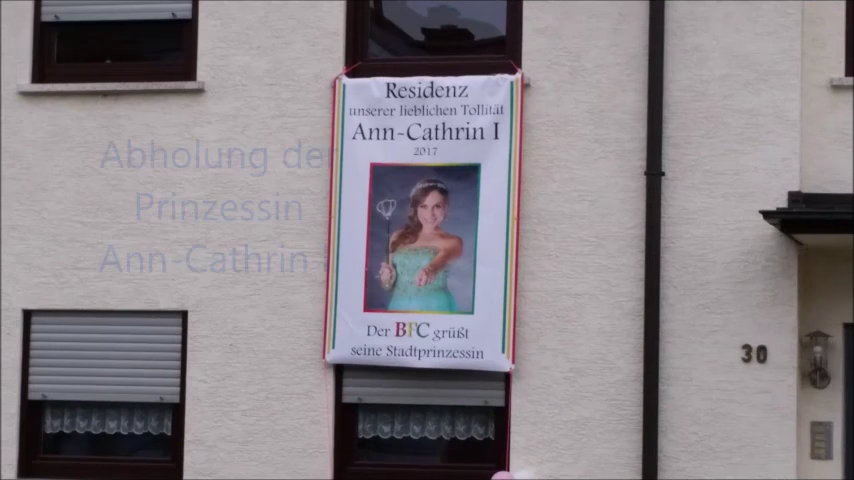 Abholung der
Prinzessin
Ann-Cathrin I
Residenz
unserer lieblichen Tollität
Ann-Cathrin I
2017
Der BFC grüßt
seine Stadtprinzessin
30